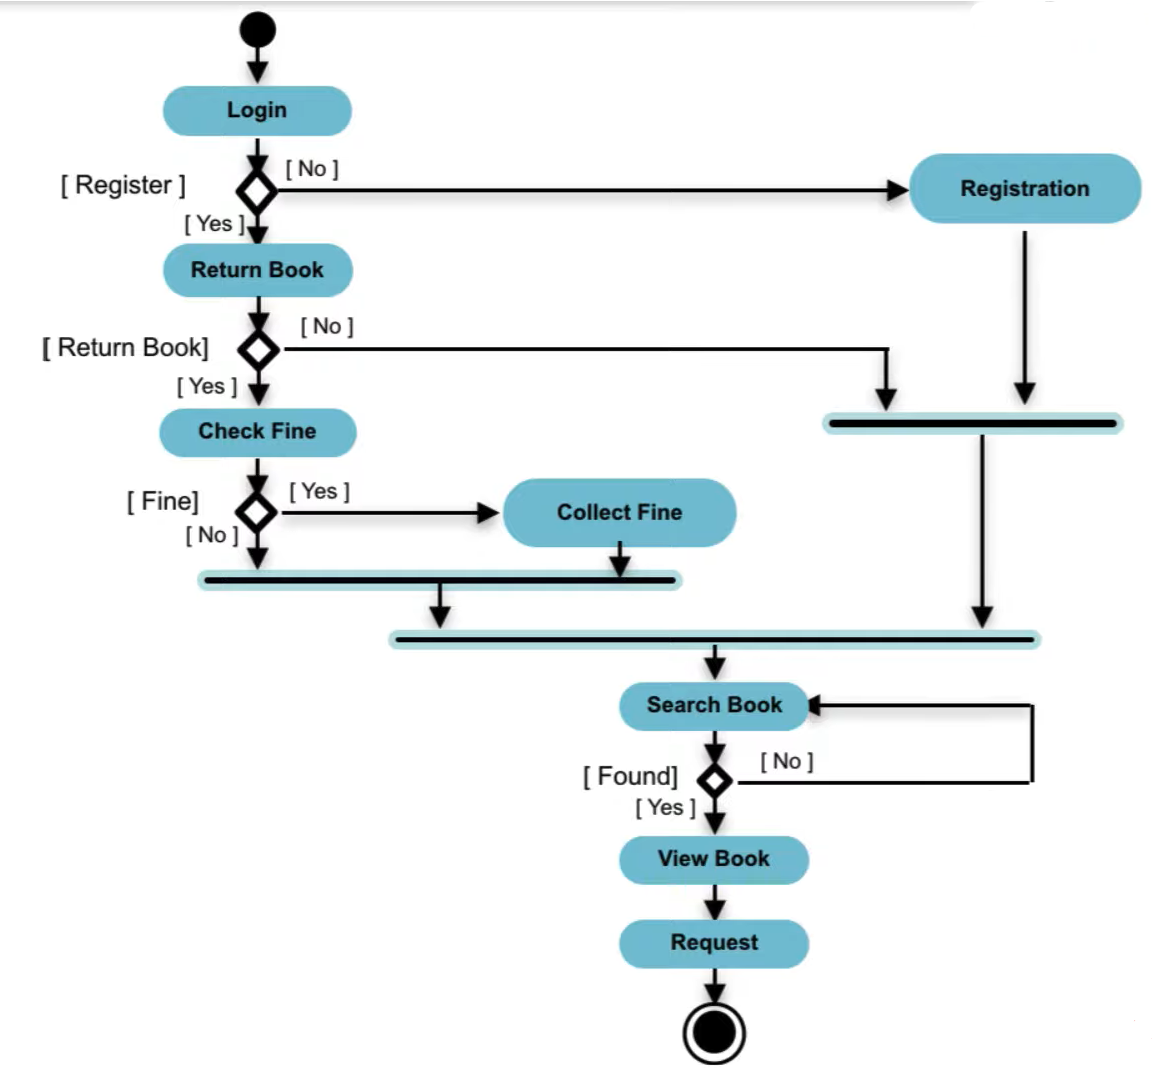 Login
[ No ]
[ Register ]
Registration
[ Yes ]
Return Book
[ No ]
[ Return Book]
[ Yes ]
Check Fine
[ Yes ]
[ Fine]
Collect Fine
[ No ]
Search Book
[ No ]
[ Found]
[ Yes ]
View Book
Request